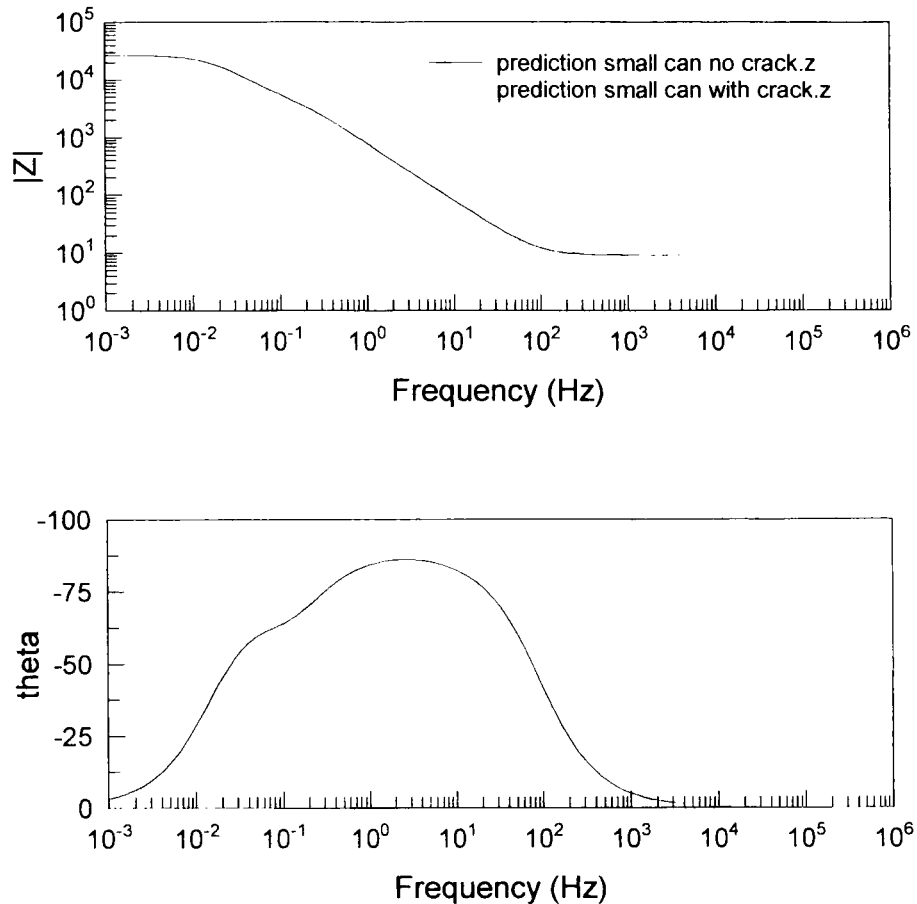 10^5
10^4
10^3
10^2
10^1
10^0
|Z|
prediction small can no crack.z
prediction small can with crack.z
10^-3 10^-2 10^-1 10^0 10^1 10^2 10^3 10^4 10^5 10^6
Frequency (Hz)
-100
-75
-50
-25
0
theta
10^-3 10^-2 10^-1 10^0 10^1 10^2 10^3 10^4 10^5 10^6
Frequency (Hz)